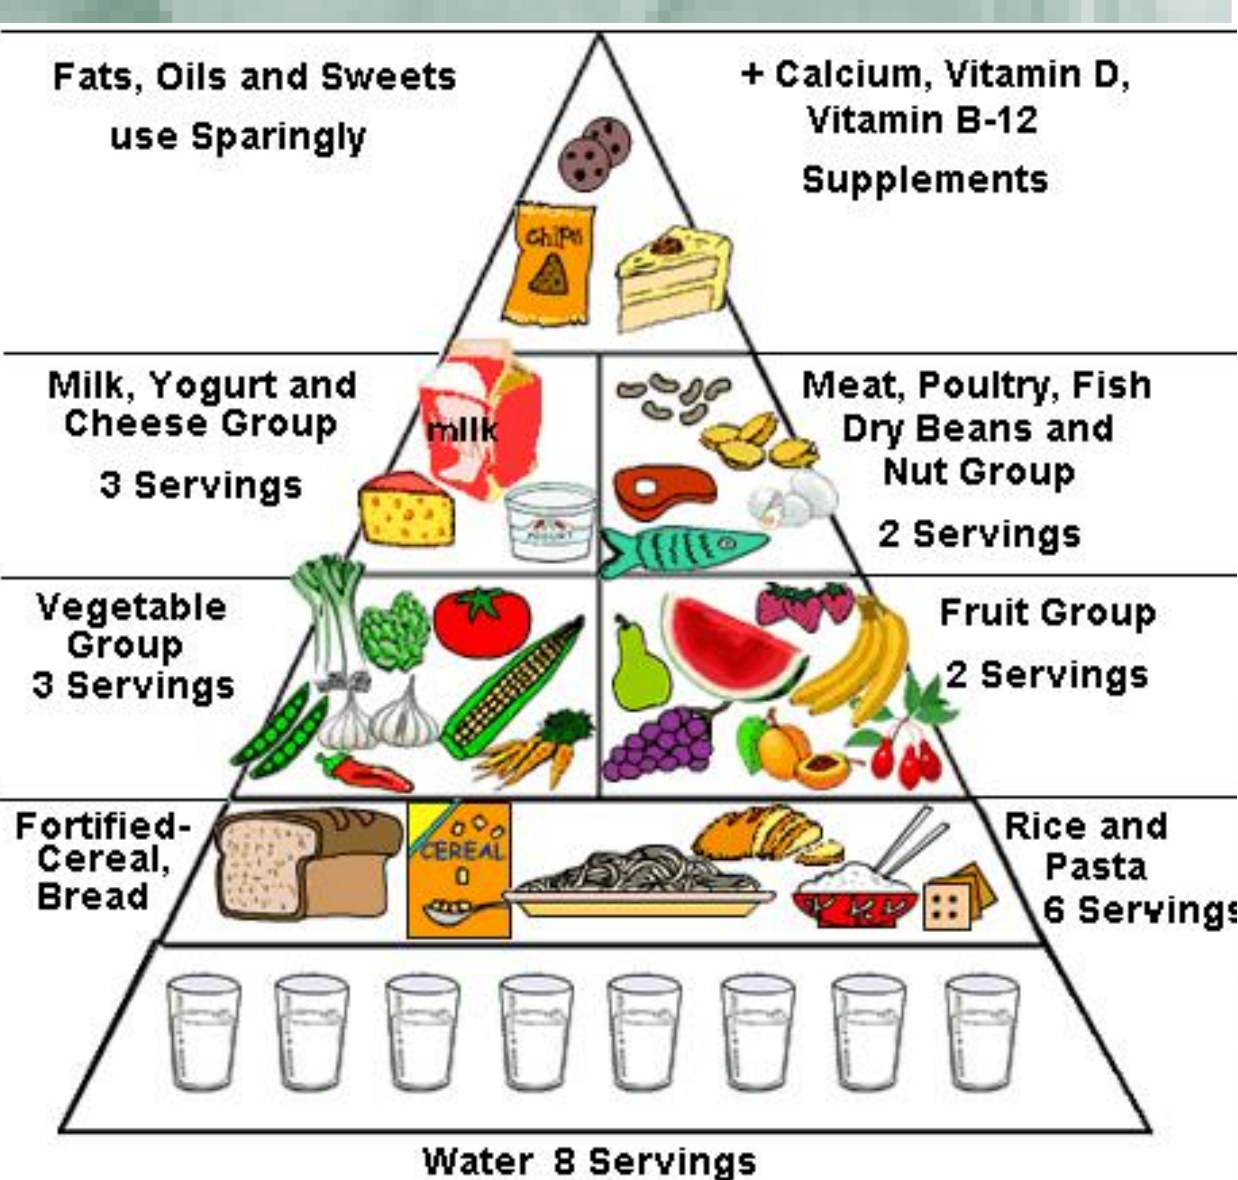 Fats, Oils and Sweets
use Sparingly
+ Calcium, Vitamin D,
Vitamin B-12
Supplements
chips
Milk, Yogurt and
Cheese Group
3 Servings
milk
YOGURT
Meat, Poultry, Fish
Dry Beans and
Nut Group
2 Servings
Vegetable
Group
3 Servings
Fruit Group
2 Servings
Fortified-
Cereal,
Bread
CEREAL
Rice and
Pasta
6 Servings
Water 8 Servings